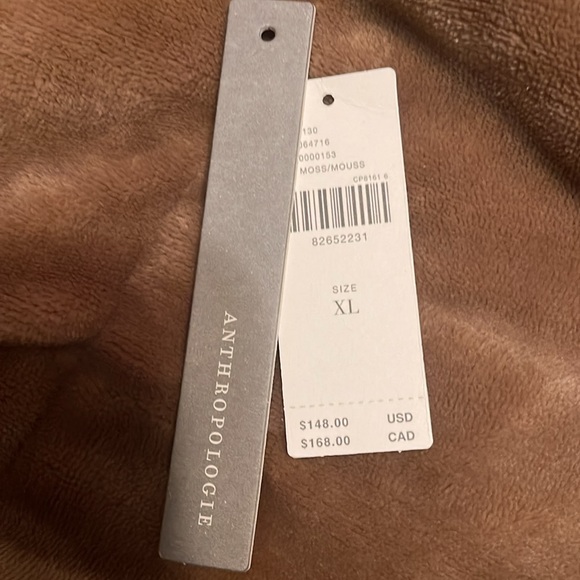 ANTHROPOLOGIE
130
064716
0000153
MOSS/MOUSS
CP8161 6
82652231
SIZE
XL
$148.00 USD
$168.00 CAD